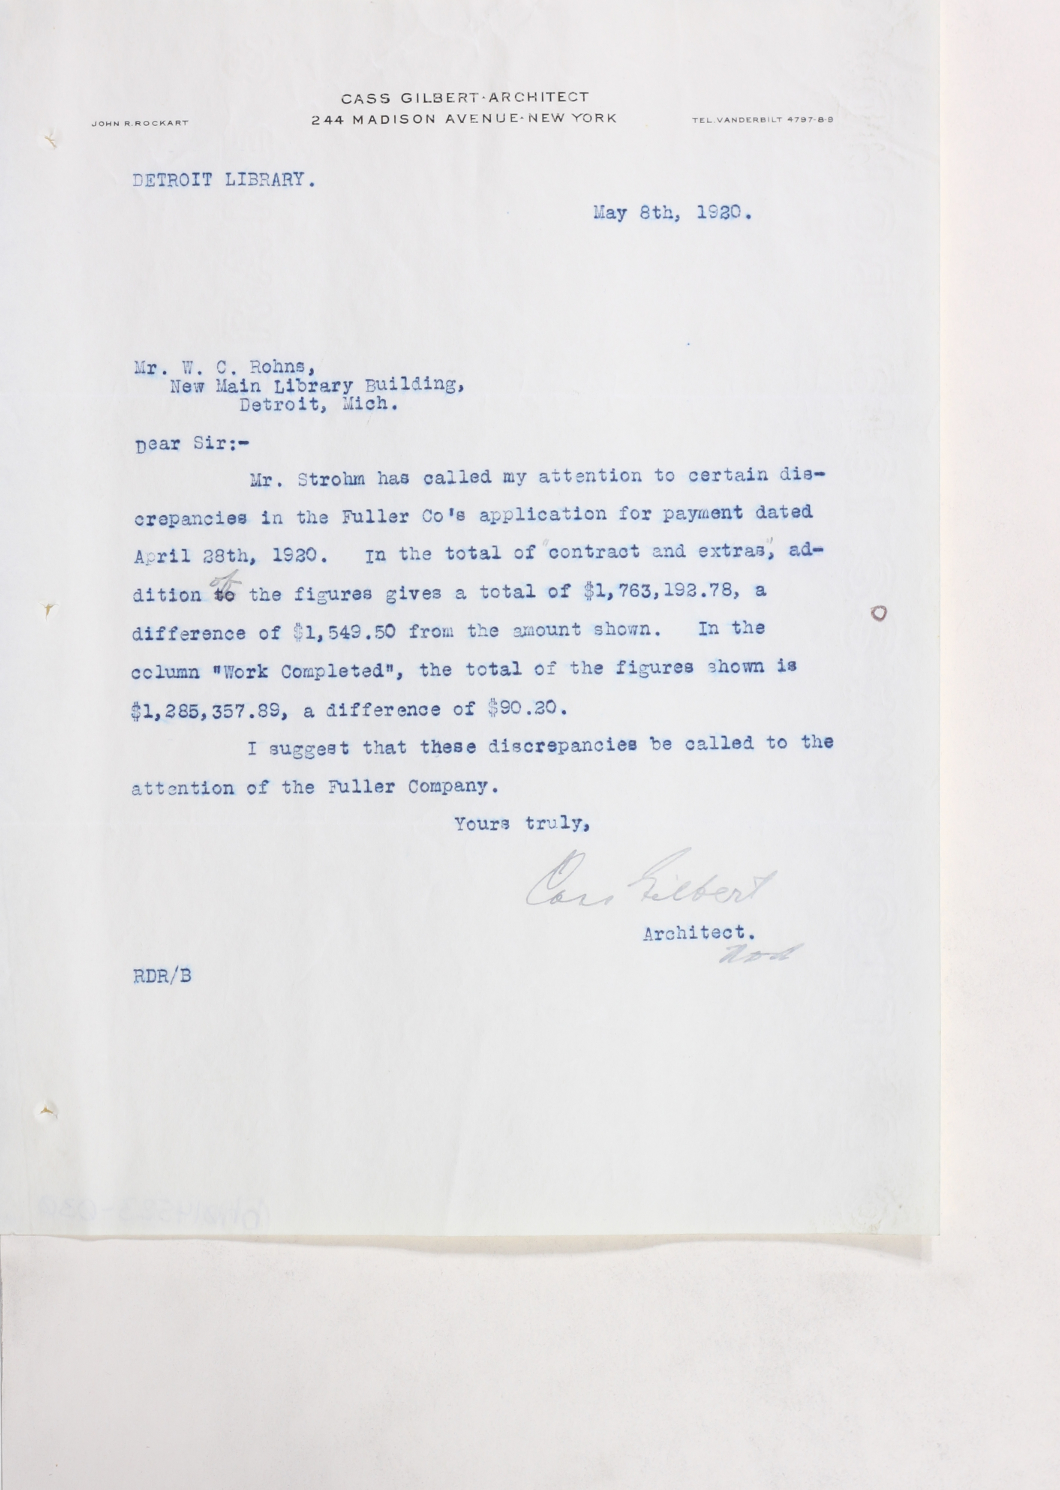 CASS GILBERT·ARCHITECT
JOHN R. ROCKART 244 MADISON AVENUE·NEW YORK TEL. VANDERBILT 4797-8-9
DETROIT LIBRARY.
May 8th, 1920.
Mr. W. C. Rohns,
New Main Library Building,
Detroit, Mich.
Dear Sir:-
Mr. Strohm has called my attention to certain dis-
crepancies in the Fuller Co's application for payment dated
April 28th, 1920. In the total of "contract and extras", ad-
of
dition to the figures gives a total of $1,763,192.78, a
difference of $1,549.50 from the amount shown. In the
column "Work Completed", the total of the figures shown is
$1,285,357.89, a difference of $90.20.
I suggest that these discrepancies be called to the
attention of the Fuller Company.
Yours truly,
Cass Gilbert
Architect.
RDR/B